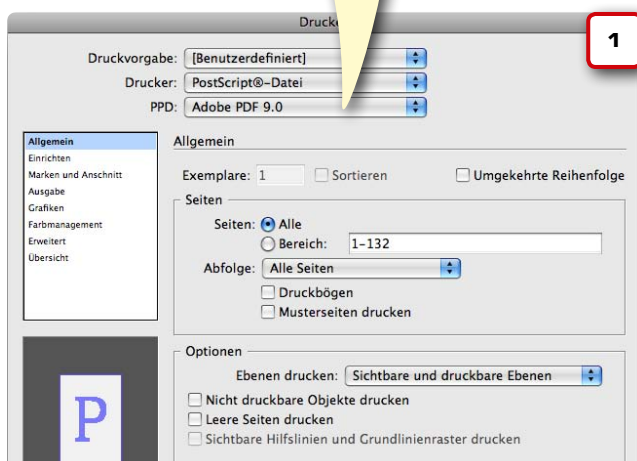 Drucke
1
Druckvorgabe: [Benutzerdefiniert]
Drucker: PostScript®-Datei
PPD: Adobe PDF 9.0
Allgemein
Einrichten
Marken und Anschnitt
Ausgabe
Grafiken
Farbmanagement
Erweitert
Übersicht
Allgemein
Exemplare: 1 Sortieren Umgekehrte Reihenfolge
Seiten
Seiten: Alle
Bereich: 1-132
Abfolge: Alle Seiten
Druckbögen
Musterseiten drucken
Optionen
Ebenen drucken: Sichtbare und druckbare Ebenen
Nicht druckbare Objekte drucken
Leere Seiten drucken
Sichtbare Hilfslinien und Grundlinienraster drucken
P